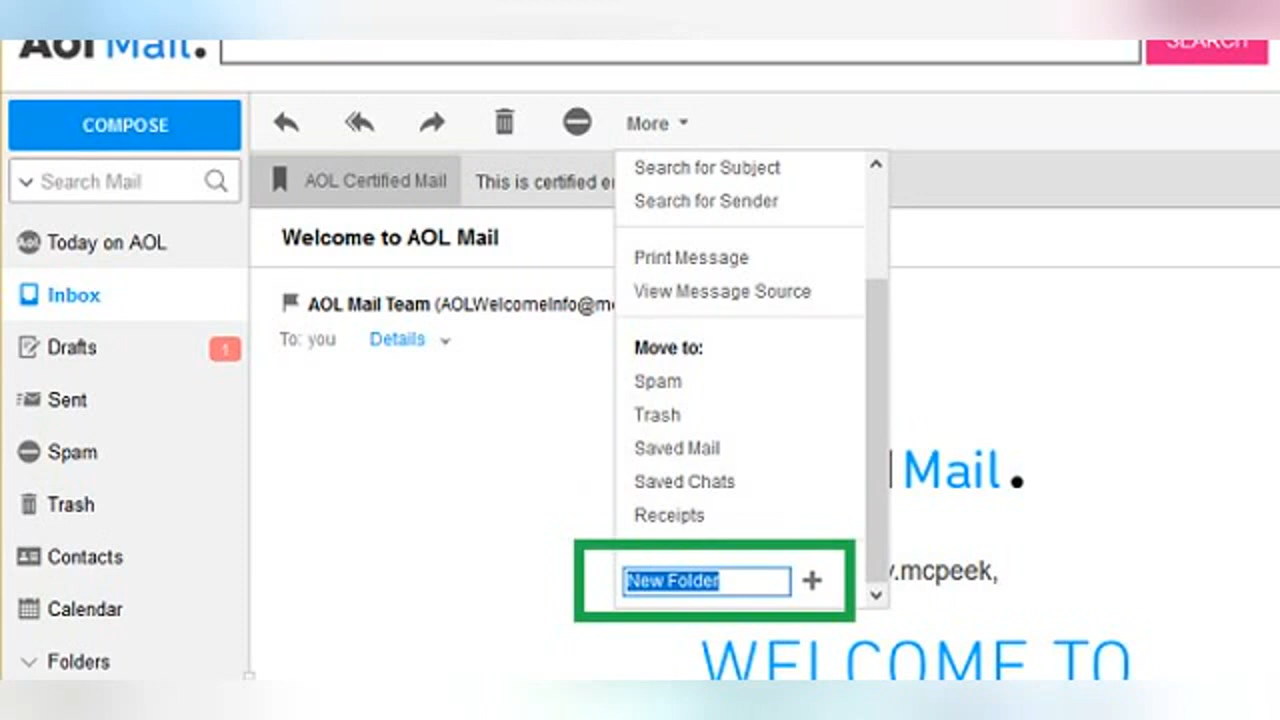 Aol Mail.
SEARCH
COMPOSE
More
Search Mail
AOL Certified Mail
This is certified
Search for Subject
Search for Sender
Today on AOL
Welcome to AOL Mail
Print Message
View Message Source
Inbox
AOL Mail Team (AOLWelcomeInfo@m
To: you Details
Drafts 1
Move to:
Spam
Trash
Saved Mail
Saved Chats
Receipts
Sent
Spam
Trash
Contacts
Calendar
Folders
Mail.
New Folder
y.mcpeek,
WELCOME TO